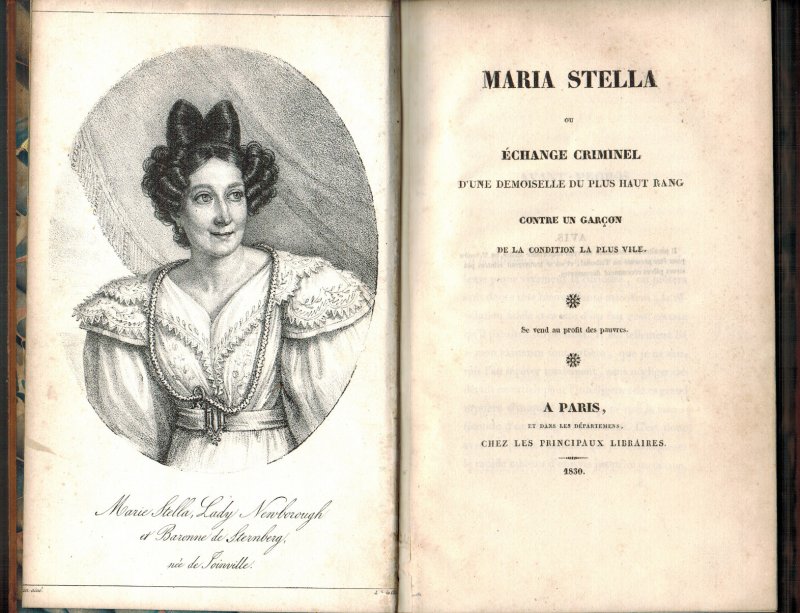 Marie Stella, Lady Newborough
et Baronne de Sternberg,
née de Joinville.
MARIA STELLA
OU
ÉCHANGE CRIMINEL
D'UNE DEMOISELLE DU PLUS HAUT RANG
CONTRE UN GARÇON
DE LA CONDITION LA PLUS VILE.
Se vend au profit des pauvres.
A PARIS,
ET DANS LES DÉPARTEMENS,
CHEZ LES PRINCIPAUX LIBRAIRES.
1830.